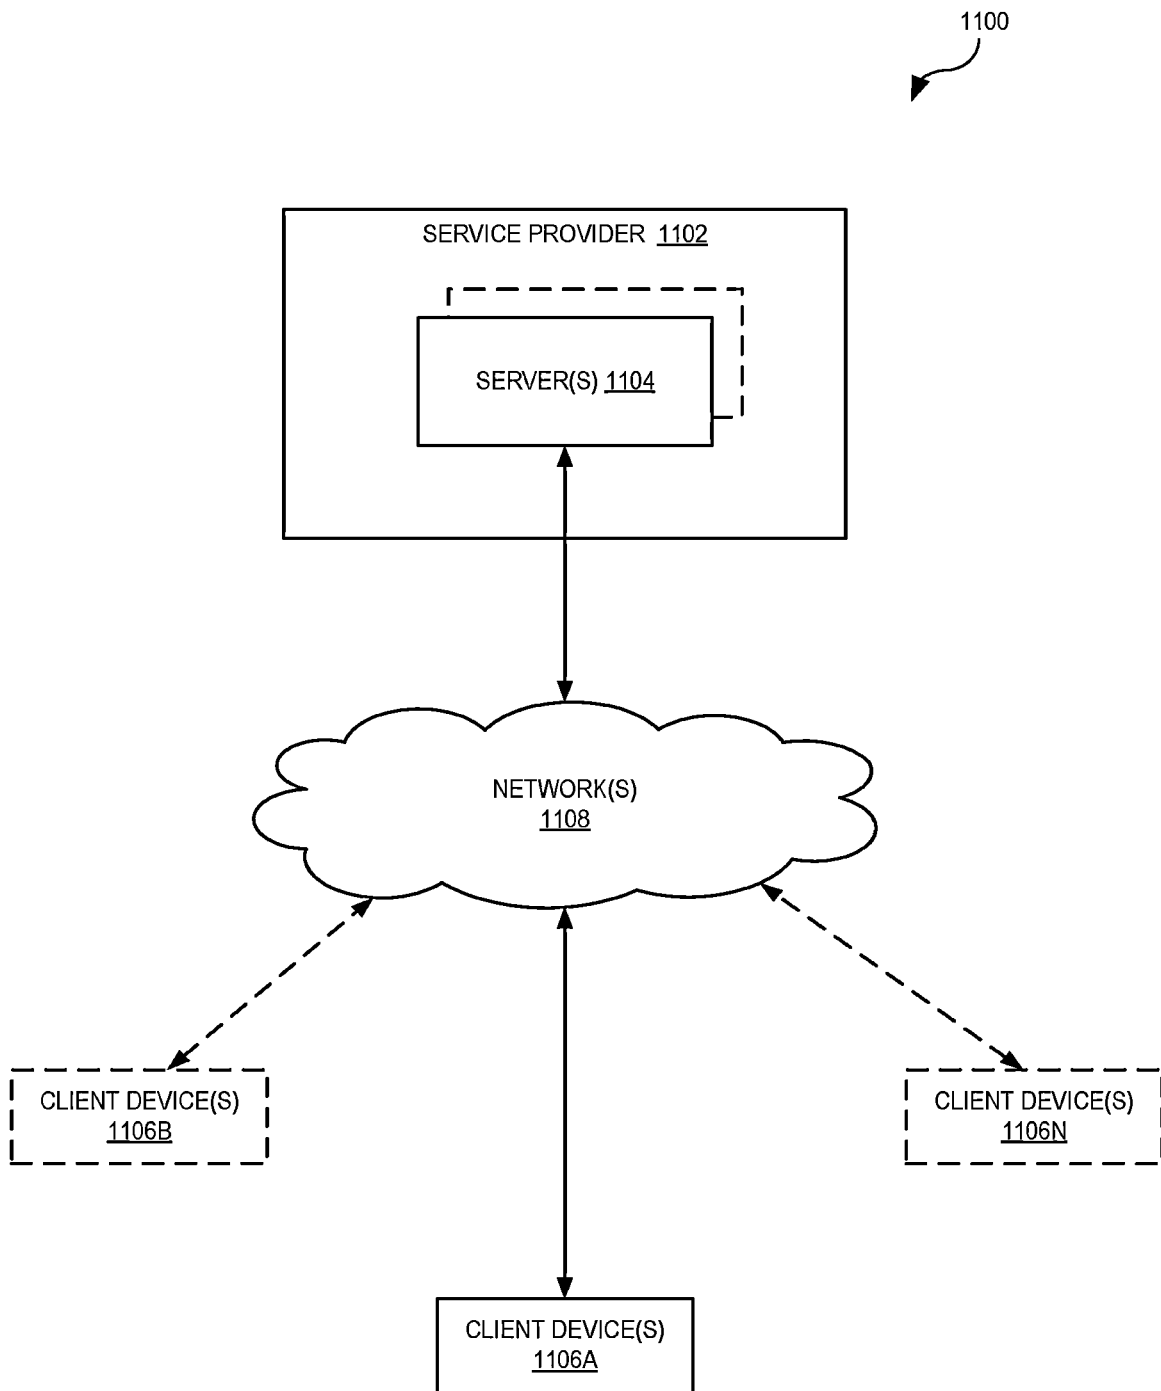 1100
SERVICE PROVIDER 1102
SERVER(S) 1104
NETWORK(S)
1108
CLIENT DEVICE(S)
1106B
CLIENT DEVICE(S)
1106N
CLIENT DEVICE(S)
1106A